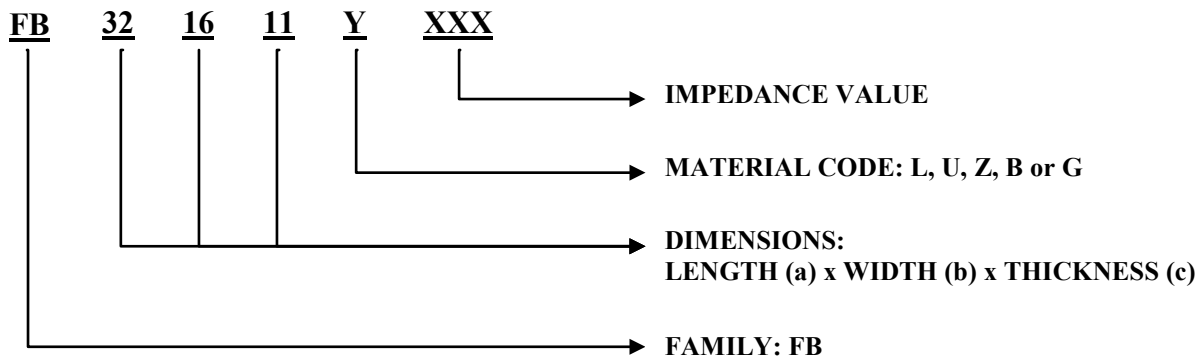 FB 32 16 11 Y XXX
IMPEDANCE VALUE
MATERIAL CODE: L, U, Z, B or G
DIMENSIONS:
LENGTH (a) x WIDTH (b) x THICKNESS (c)
FAMILY: FB